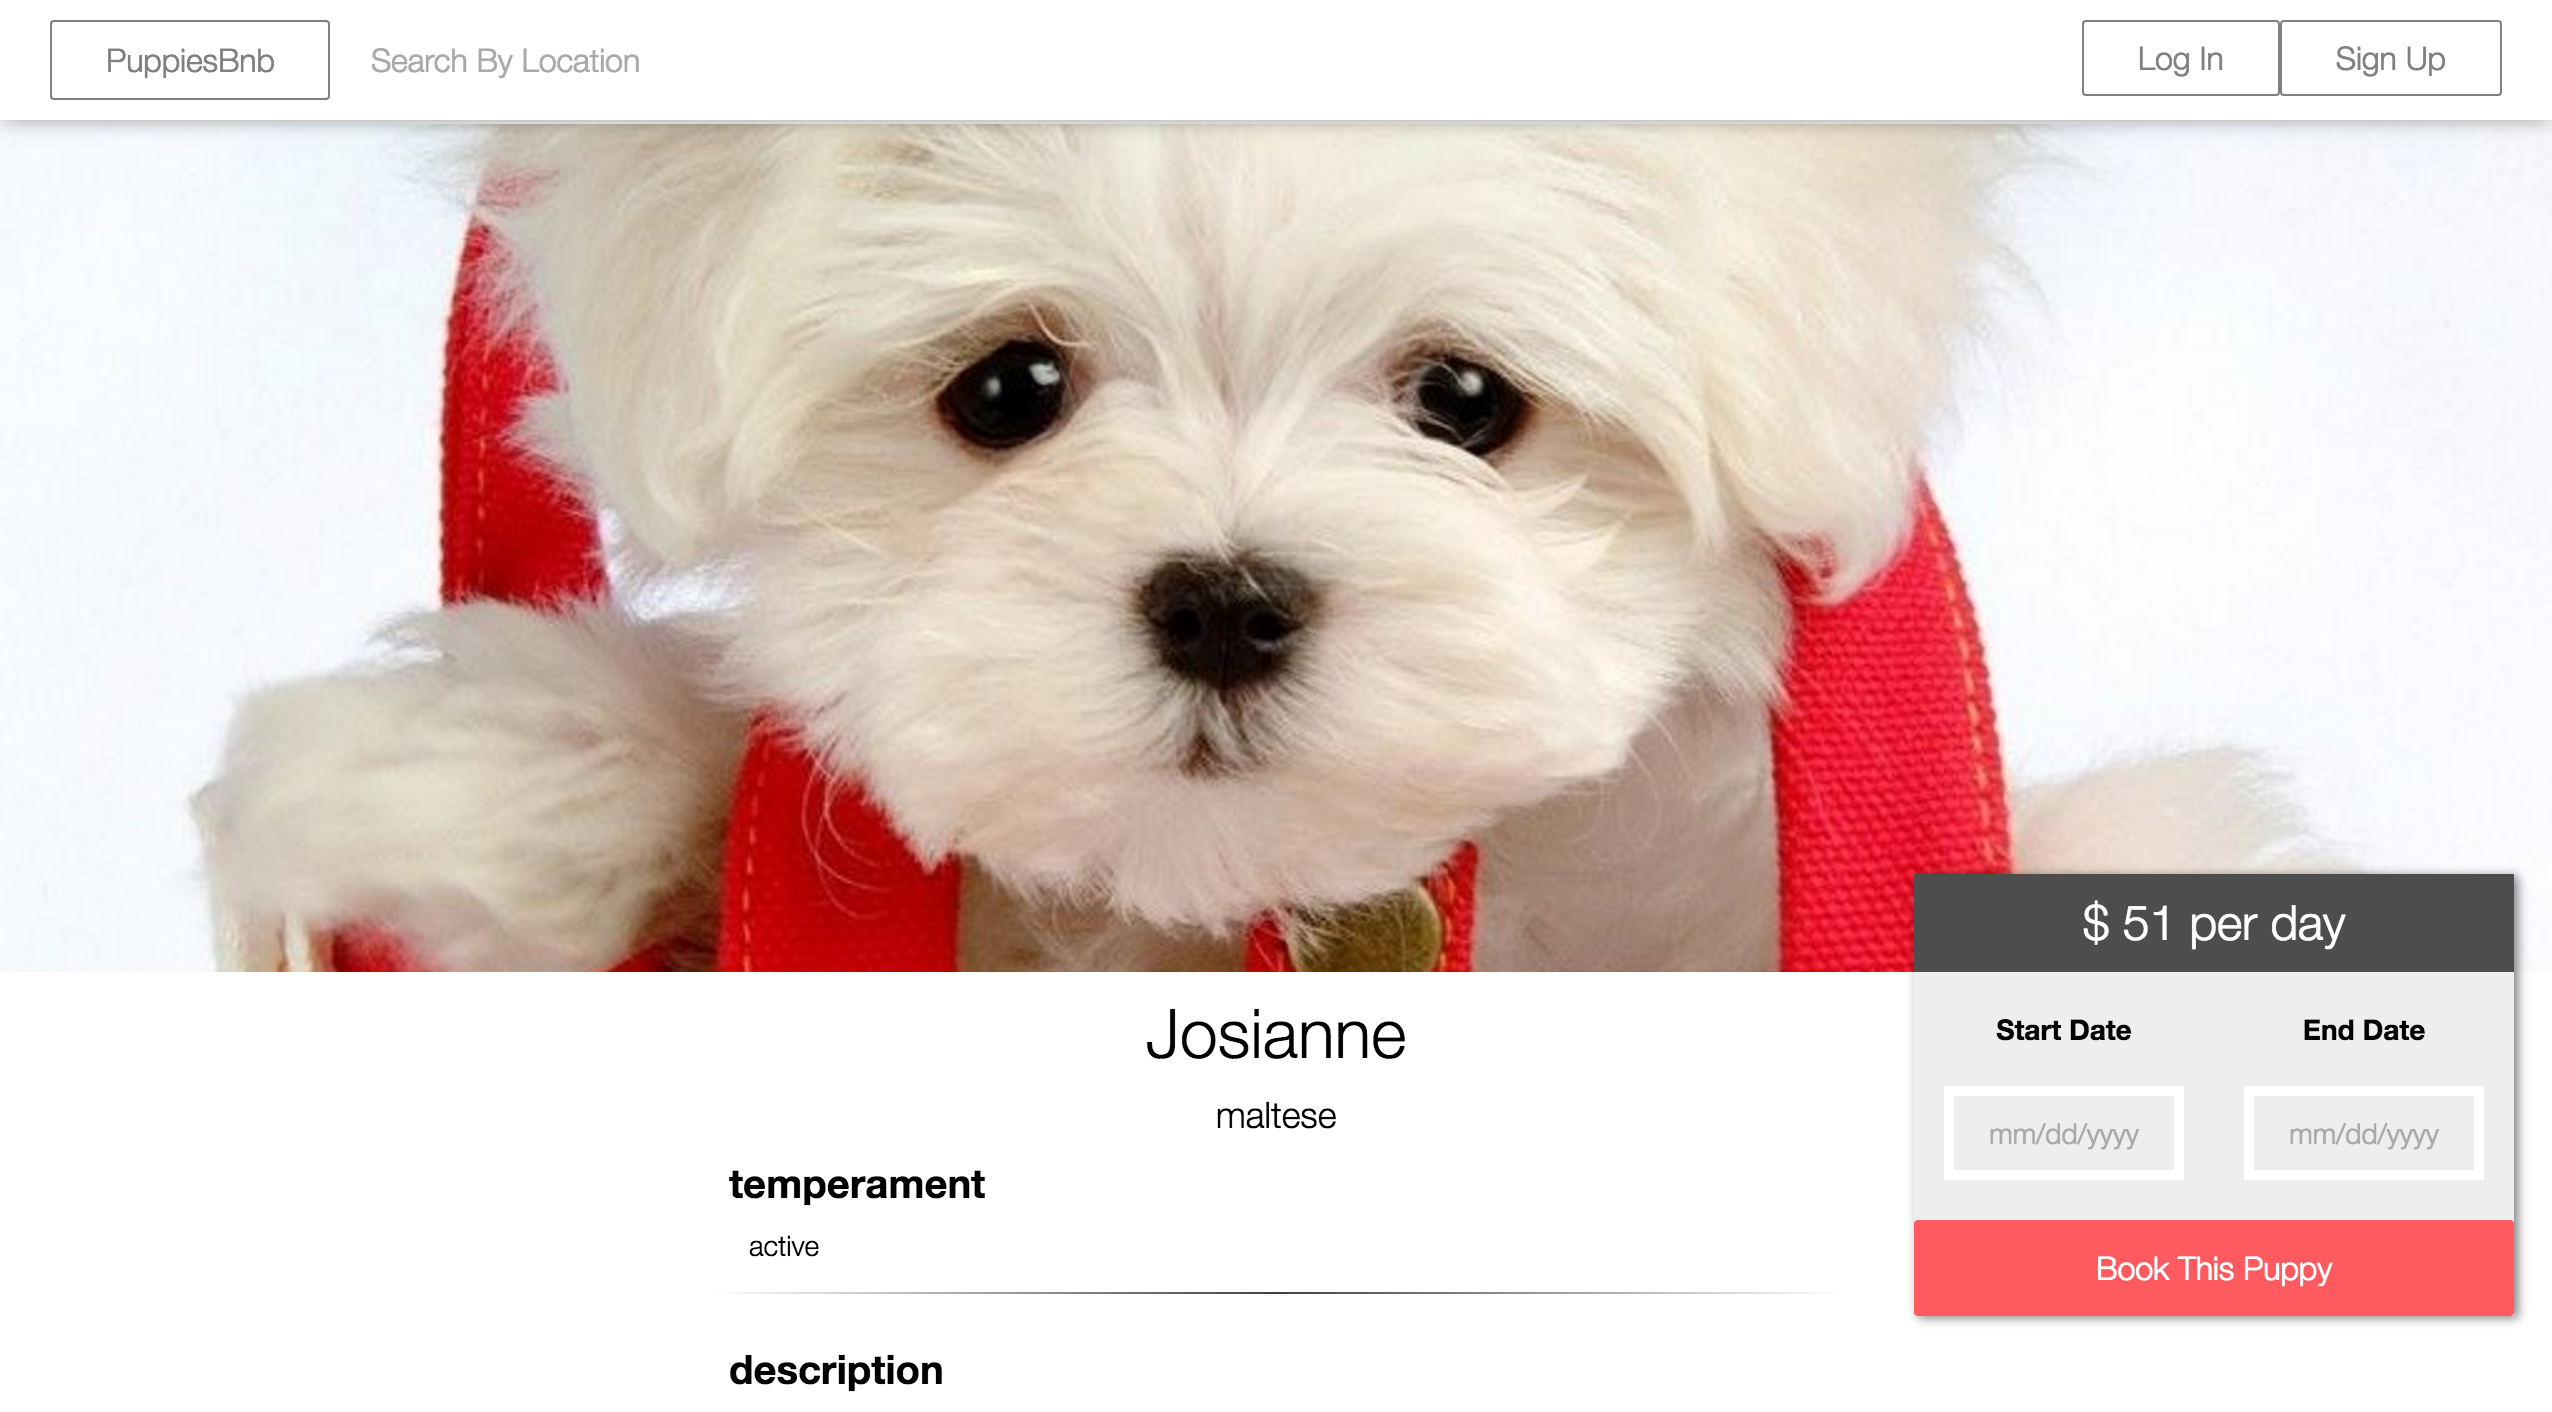 PuppiesBnb
Search By Location
Log In
Sign Up
$ 51 per day
Start Date
End Date
mm/dd/yyyy
mm/dd/yyyy
Book This Puppy
Josianne
maltese
temperament
active
description